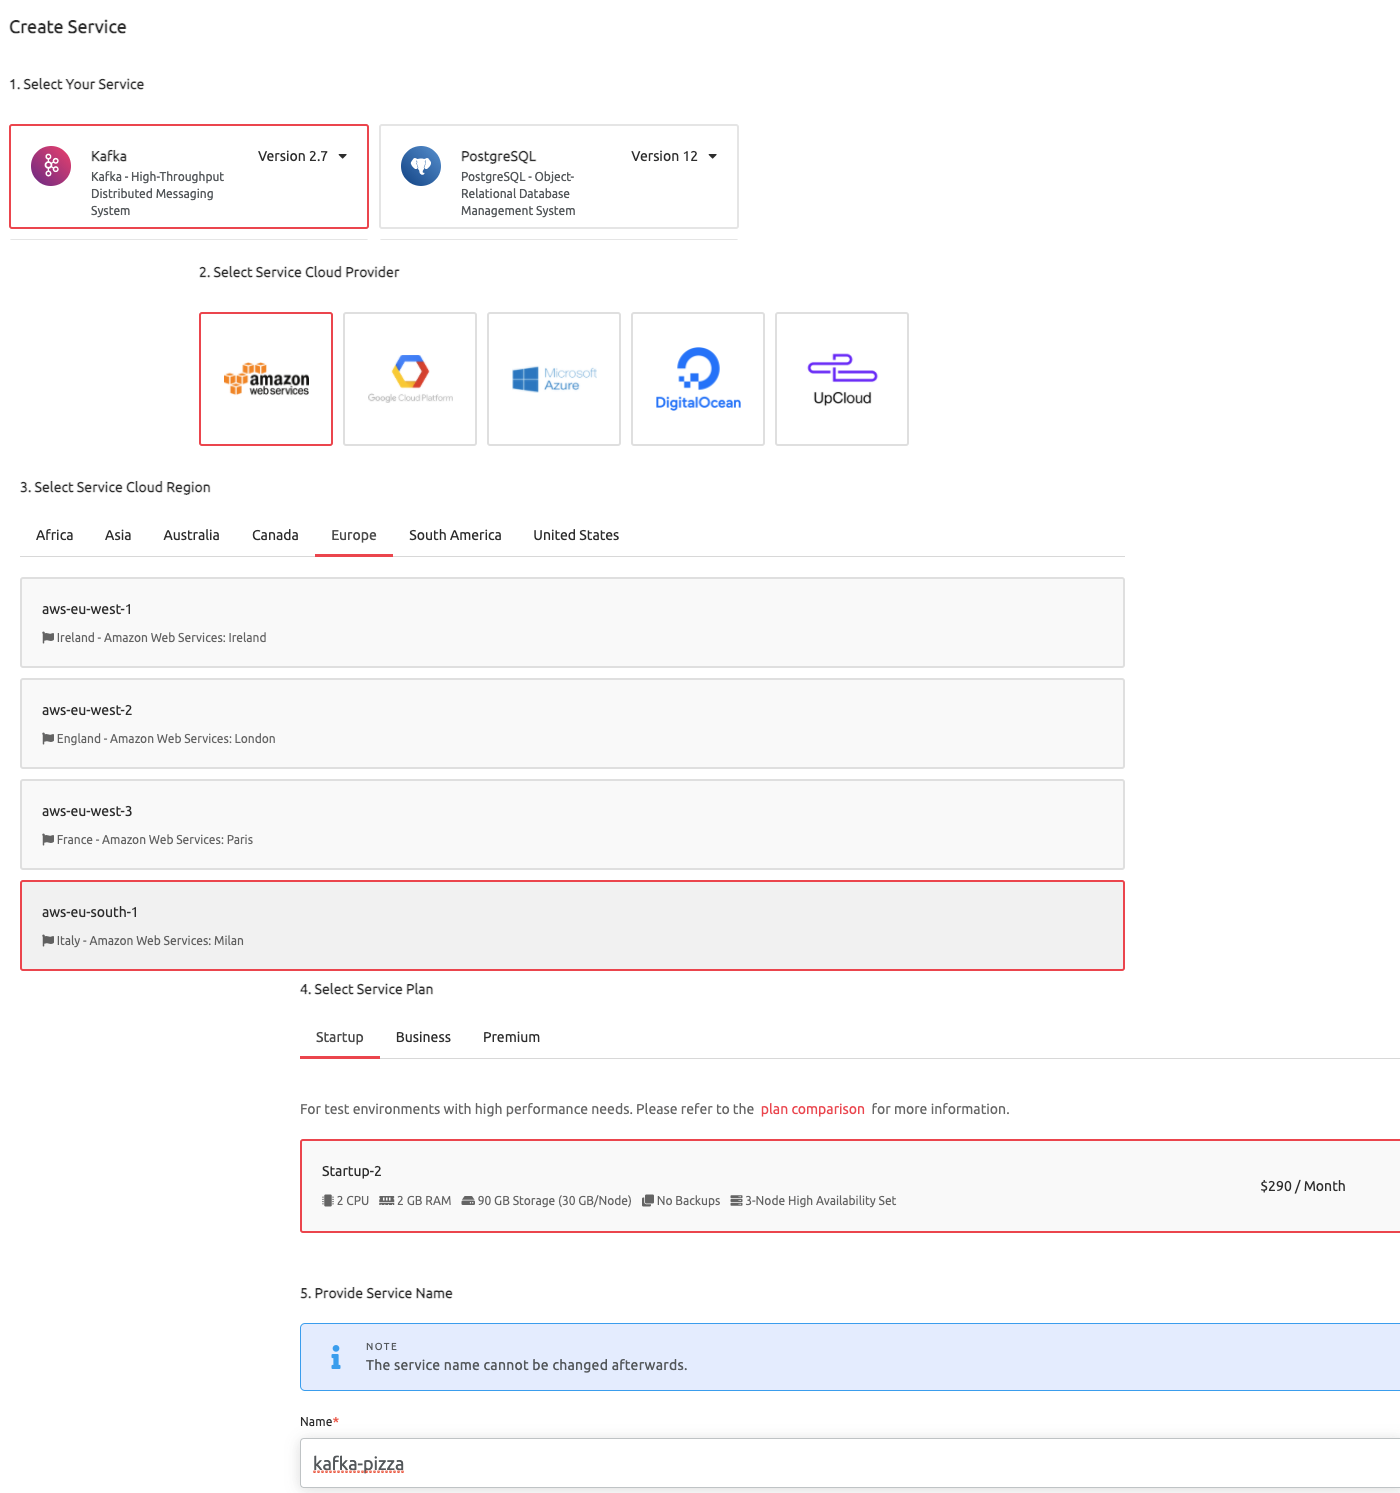 Create Service
1. Select Your Service
Kafka
Version 2.7
Kafka - High-Throughput
Distributed Messaging
System
PostgreSQL
Version 12
PostgreSQL - Object-
Relational Database
Management System
2. Select Service Cloud Provider
amazon
web services
Google Cloud Platform
Microsoft
Azure
DigitalOcean
UpCloud
3. Select Service Cloud Region
Africa Asia Australia Canada Europe South America United States
aws-eu-west-1
Ireland - Amazon Web Services: Ireland
aws-eu-west-2
England - Amazon Web Services: London
aws-eu-west-3
France - Amazon Web Services: Paris
aws-eu-south-1
Italy - Amazon Web Services: Milan
4. Select Service Plan
Startup Business Premium
For test environments with high performance needs. Please refer to the plan comparison for more information.
Startup-2
2 CPU 2 GB RAM 90 GB Storage (30 GB/Node) No Backups 3-Node High Availability Set
$290 / Month
5. Provide Service Name
NOTE
The service name cannot be changed afterwards.
Name*
kafka-pizza